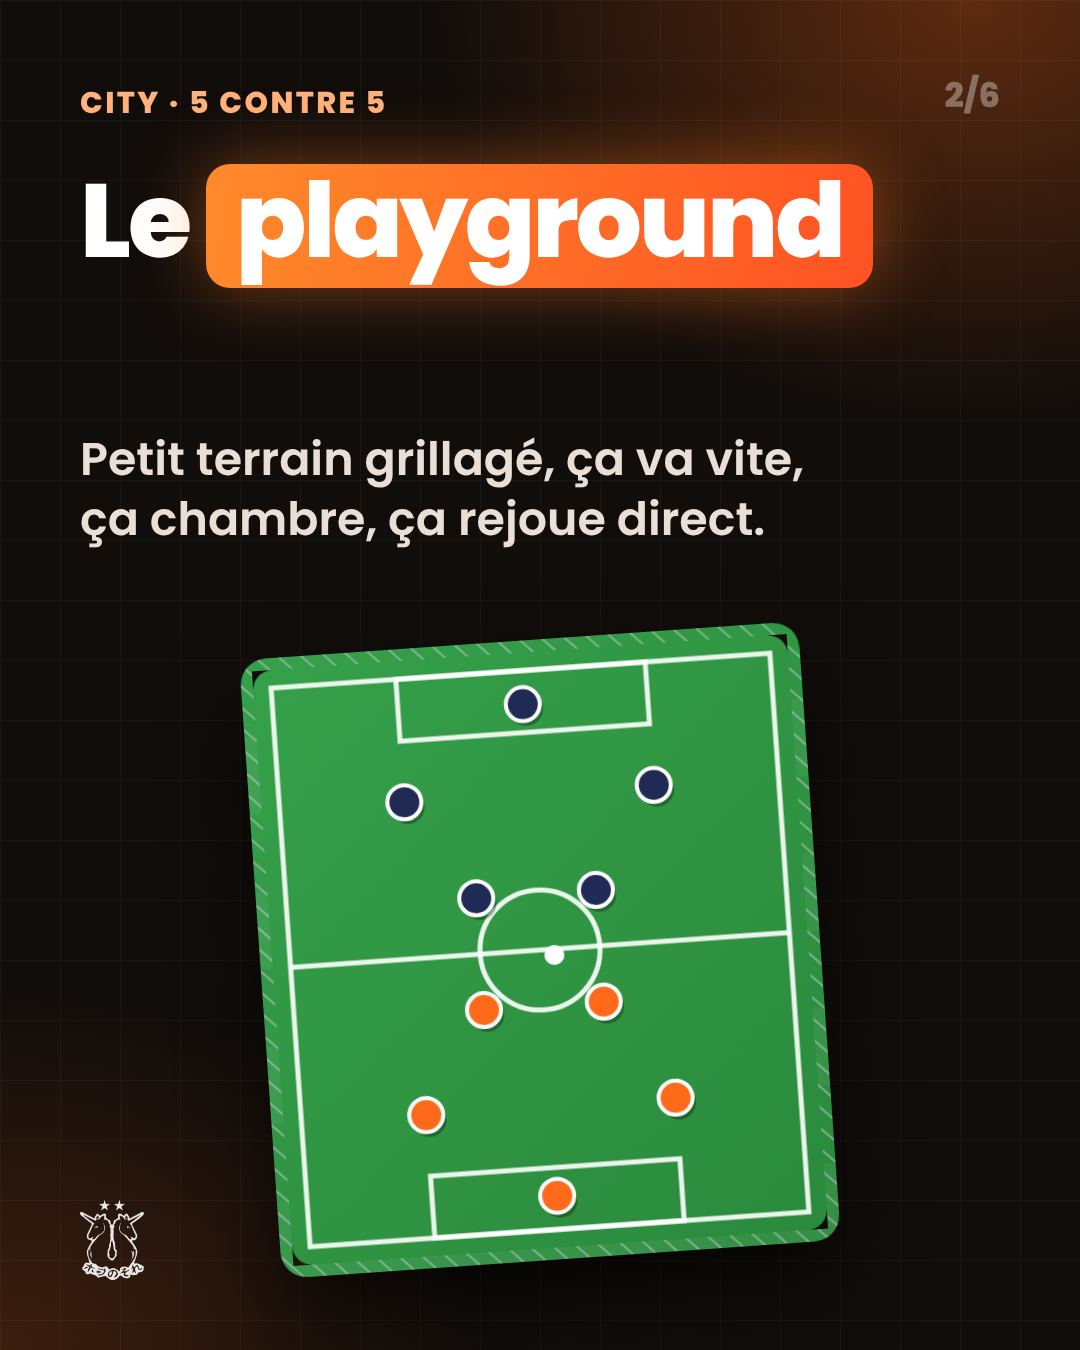 CITY · 5 CONTRE 5
2/6
Le playground
Petit terrain grillagé, ça va vite,
ça chambre, ça rejoue direct.